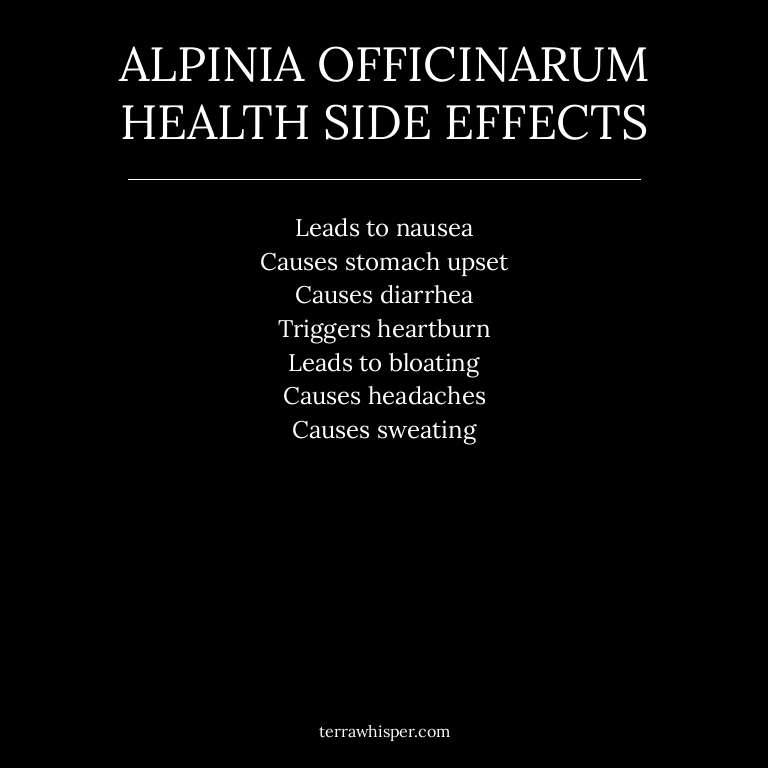 ALPINIA OFFICINARUM
HEALTH SIDE EFFECTS
Leads to nausea
Causes stomach upset
Causes diarrhea
Triggers heartburn
Leads to bloating
Causes headaches
Causes sweating
terrawhisper.com